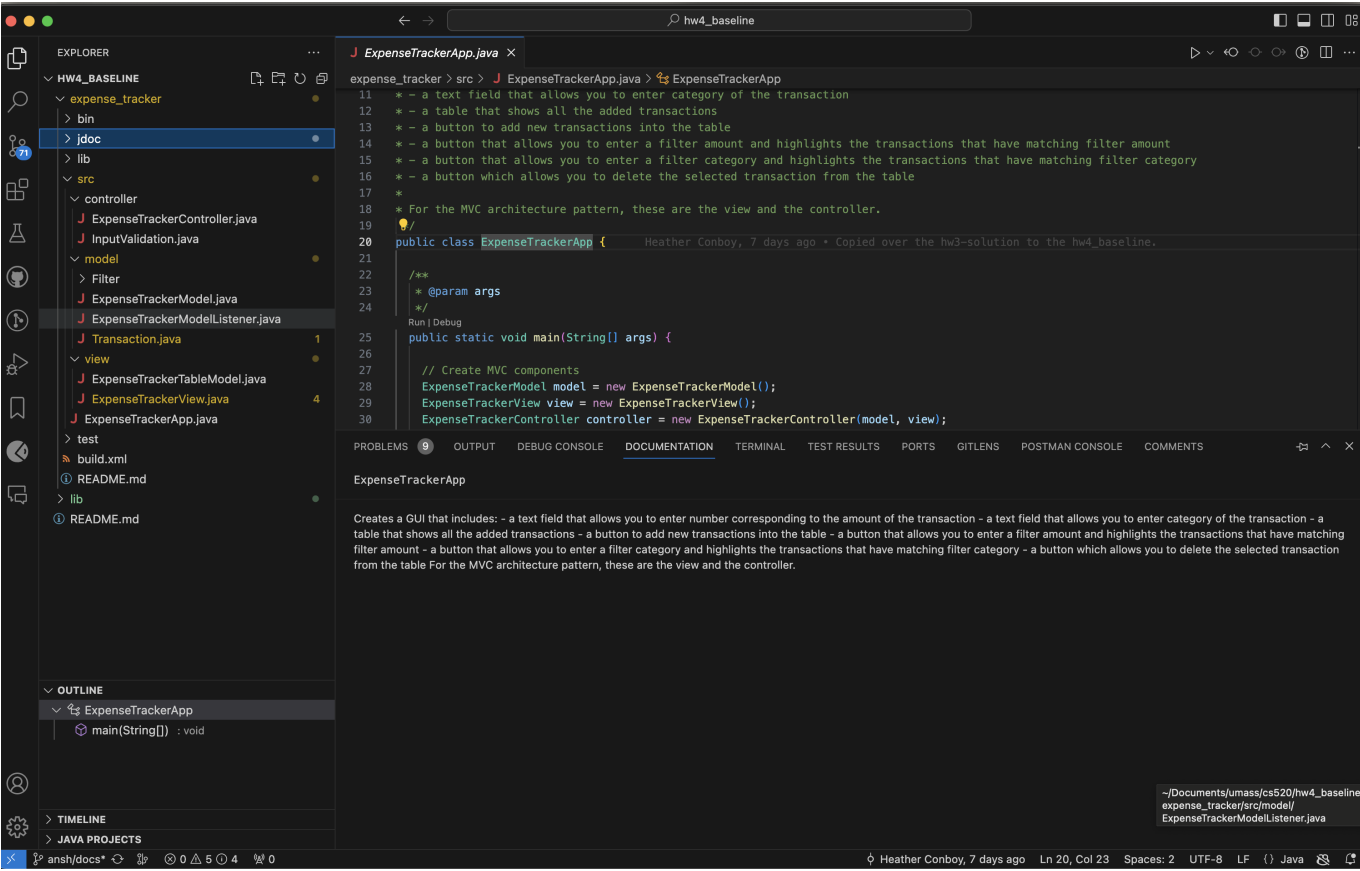 hw4_baseline
EXPLORER
HW4_BASELINE
expense_tracker
bin
jdoc
lib
src
controller
J ExpenseTrackerController.java
J InputValidation.java
model
Filter
J ExpenseTrackerModel.java
J ExpenseTrackerModelListener.java
J Transaction.java 1
view
J ExpenseTrackerTableModel.java
J ExpenseTrackerView.java 4
J ExpenseTrackerApp.java
test
build.xml
README.md
lib
README.md
71
OUTLINE
ExpenseTrackerApp
main(String[]) : void
TIMELINE
JAVA PROJECTS
J ExpenseTrackerApp.java
expense_tracker > src > J ExpenseTrackerApp.java > ExpenseTrackerApp
11 * - a text field that allows you to enter category of the transaction
12 * - a table that shows all the added transactions
13 * - a button to add new transactions into the table
14 * - a button that allows you to enter a filter amount and highlights the transactions that have matching filter amount
15 * - a button that allows you to enter a filter category and highlights the transactions that have matching filter category
16 * - a button which allows you to delete the selected transaction from the table
17 *
18 * For the MVC architecture pattern, these are the view and the controller.
19 */
20 public class ExpenseTrackerApp { Heather Conboy, 7 days ago • Copied over the hw3-solution to the hw4_baseline.
21
22 /**
23 * @param args
24 */
Run | Debug
25 public static void main(String[] args) {
26
27 // Create MVC components
28 ExpenseTrackerModel model = new ExpenseTrackerModel();
29 ExpenseTrackerView view = new ExpenseTrackerView();
30 ExpenseTrackerController controller = new ExpenseTrackerController(model, view);
PROBLEMS 9 OUTPUT DEBUG CONSOLE DOCUMENTATION TERMINAL TEST RESULTS PORTS GITLENS POSTMAN CONSOLE COMMENTS
ExpenseTrackerApp
Creates a GUI that includes: - a text field that allows you to enter number corresponding to the amount of the transaction - a text field that allows you to enter category of the transaction - a
table that shows all the added transactions - a button to add new transactions into the table - a button that allows you to enter a filter amount and highlights the transactions that have matching
filter amount - a button that allows you to enter a filter category and highlights the transactions that have matching filter category - a button which allows you to delete the selected transaction
from the table For the MVC architecture pattern, these are the view and the controller.
~/Documents/umass/cs520/hw4_baseline
expense_tracker/src/model/
ExpenseTrackerModelListener.java
ansh/docs* 0 5 4 0 Heather Conboy, 7 days ago Ln 20, Col 23 Spaces: 2 UTF-8 LF {} Java